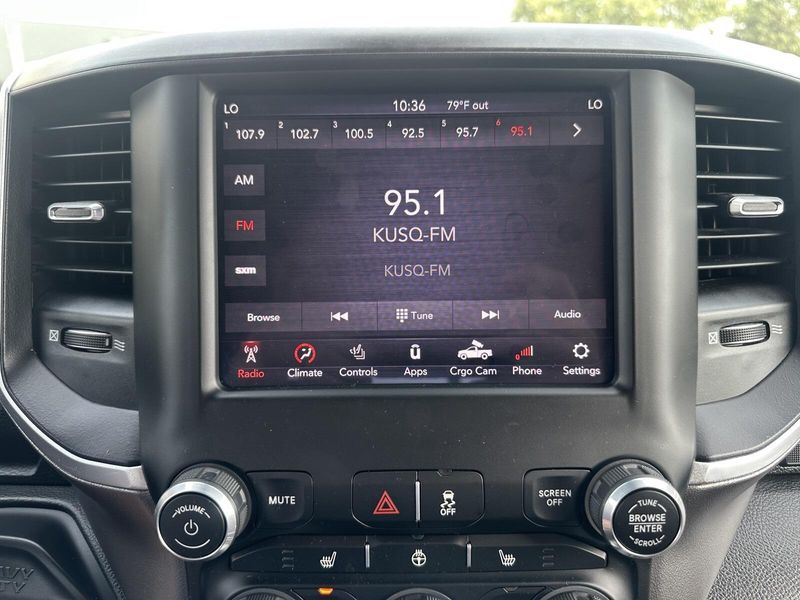 LO 10:36 79°F out LO
1 107.9 2 102.7 3 100.5 4 92.5 5 95.7 6 95.1
AM
95.1
FM
KUSQ-FM
sxm
KUSQ-FM
Browse Tune Audio
Radio Climate Controls Apps Crgo Cam Phone Settings
VOLUME
MUTE
OFF
SCREEN
OFF
TUNE
BROWSE
ENTER
SCROLL